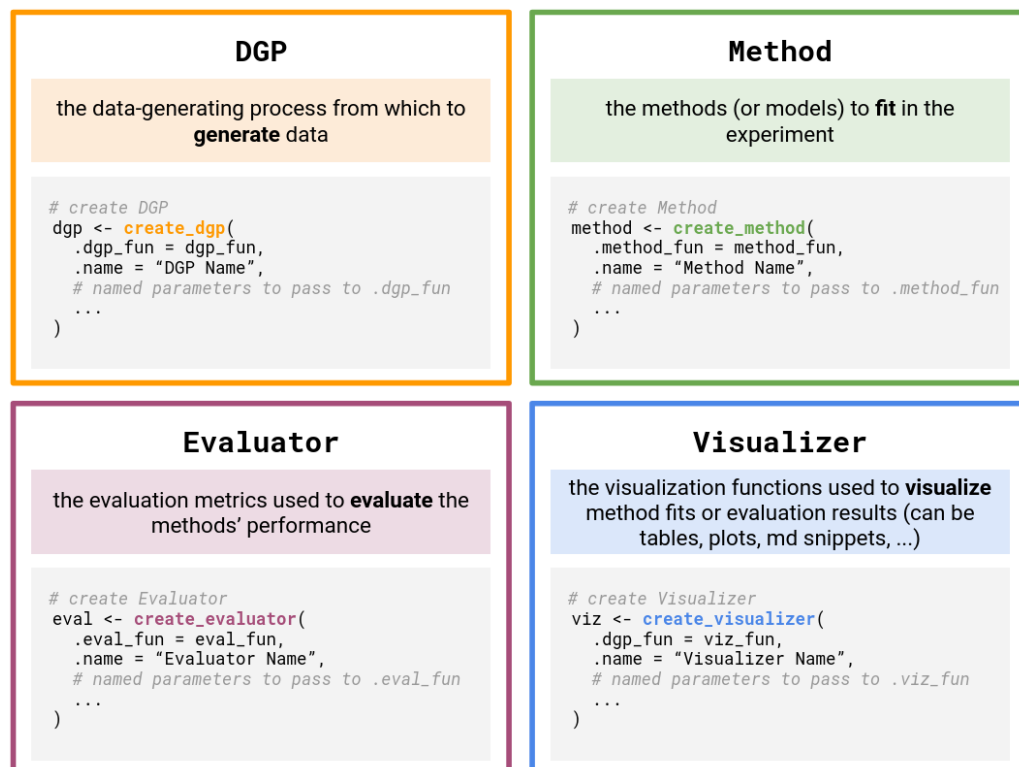 DGP
the data-generating process from which to
generate data
# create DGP
dgp <- create_dgp(
  .dgp_fun = dgp_fun,
  .name = “DGP Name”,
  # named parameters to pass to .dgp_fun
  ...
)
Method
the methods (or models) to fit in the
experiment
# create Method
method <- create_method(
  .method_fun = method_fun,
  .name = “Method Name”,
  # named parameters to pass to .method_fun
  ...
)
Evaluator
the evaluation metrics used to evaluate the
methods’ performance
# create Evaluator
eval <- create_evaluator(
  .eval_fun = eval_fun,
  .name = “Evaluator Name”,
  # named parameters to pass to .eval_fun
  ...
)
Visualizer
the visualization functions used to visualize
method fits or evaluation results (can be
tables, plots, md snippets, ...)
# create Visualizer
viz <- create_visualizer(
  .dgp_fun = viz_fun,
  .name = “Visualizer Name”,
  # named parameters to pass to .viz_fun
  ...
)